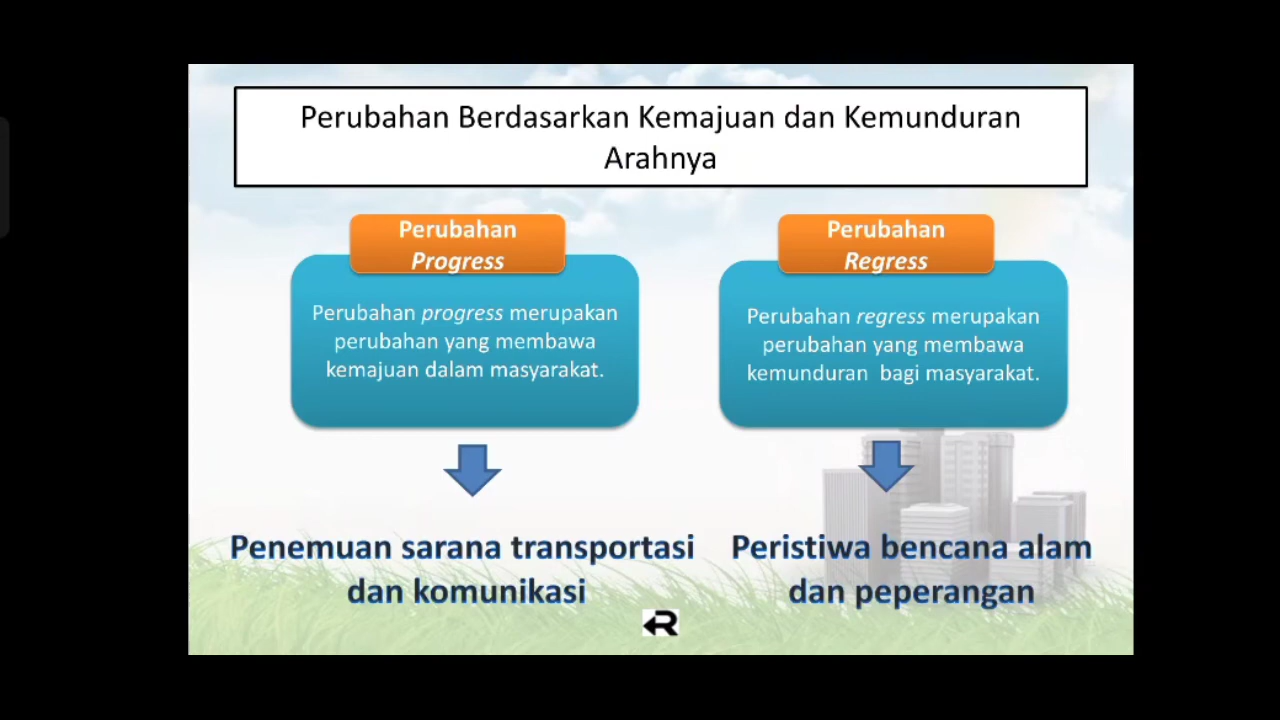 Perubahan Berdasarkan Kemajuan dan Kemunduran
Arahnya
Perubahan
Progress
Perubahan progress merupakan
perubahan yang membawa
kemajuan dalam masyarakat.
Penemuan sarana transportasi
dan komunikasi
Perubahan
Regress
Perubahan regress merupakan
perubahan yang membawa
kemunduran  bagi masyarakat.
Peristiwa bencana alam
dan peperangan
R